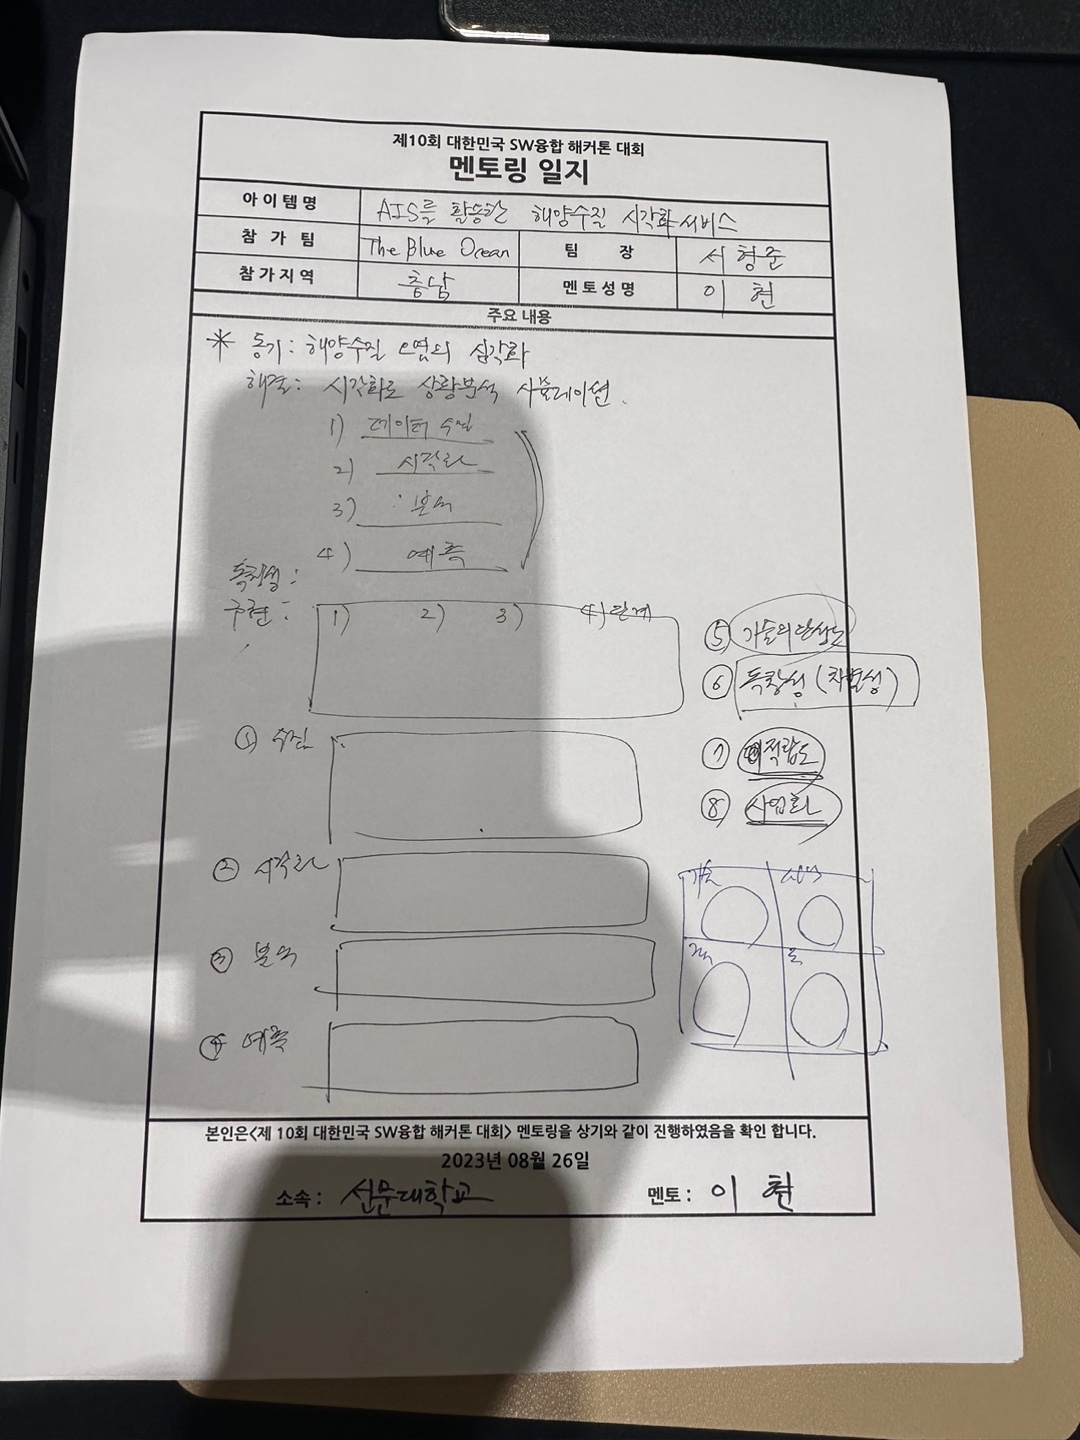 제10회 대한민국 SW융합 해커톤 대회
멘토링 일지
아이템명 AIS를 활용한 해양수질 시각화 서비스
참 가 팀 The Blue Ocean 팀 장 서형준
참가지역 충남 멘토성명 이 현
주요 내용
* 동기 : 해양수질 오염의 심각화
해결 : 시각화로 상황분석 시뮬레이션.
1) 데이터 수집
2) 시각화
3) : 분석
4) 예측
독창성 :
구현 : 1) 2) 3) 4) 단계
⑤ 기술의 완성도
⑥ 독창성 (차별성)
① 수집
⑦ 적합도
⑧ 사업화
② 시각화
③ 분석
④ 예측
본인은<제 10회 대한민국 SW융합 해커톤 대회> 멘토링을 상기와 같이 진행하였음을 확인 합니다.
2023년 08월 26일
소속 : 선문대학교 멘토 : 이 현